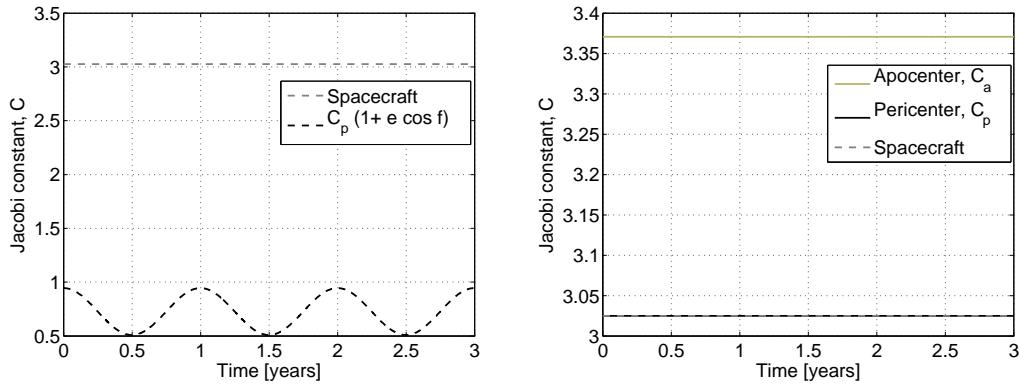 3.5
3
2.5
2
1.5
1
0.5
Jacobi constant, C
Spacecraft
C_p (1+ e cos f)
0 0.5 1 1.5 2 2.5 3
Time [years]
3.4
3.35
3.3
3.25
3.2
3.15
3.1
3.05
3
Jacobi constant, C
Apocenter, C_a
Pericenter, C_p
Spacecraft
0 0.5 1 1.5 2 2.5 3
Time [years]